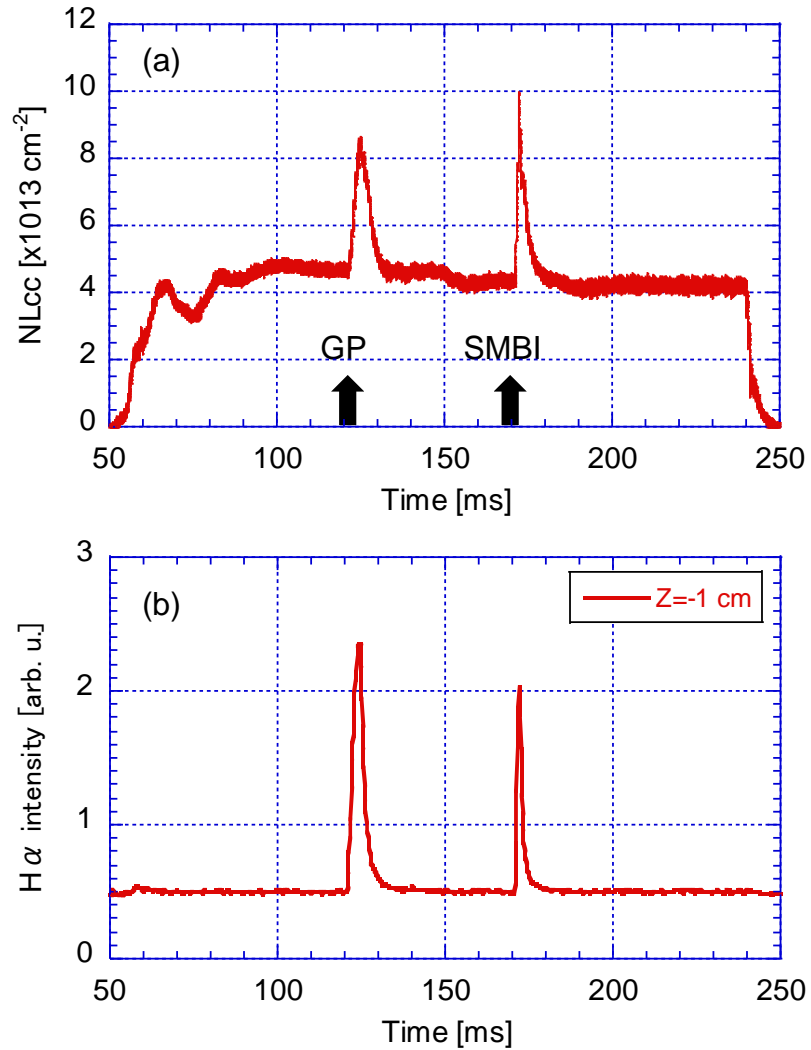 12
(a)
10
8
6
4
2
0
NLcc [x1013 cm-2]
GP SMBI
50 100 150 200 250
Time [ms]
3
(b)
Z=-1 cm
2
1
0
Hα intensity [arb. u.]
50 100 150 200 250
Time [ms]